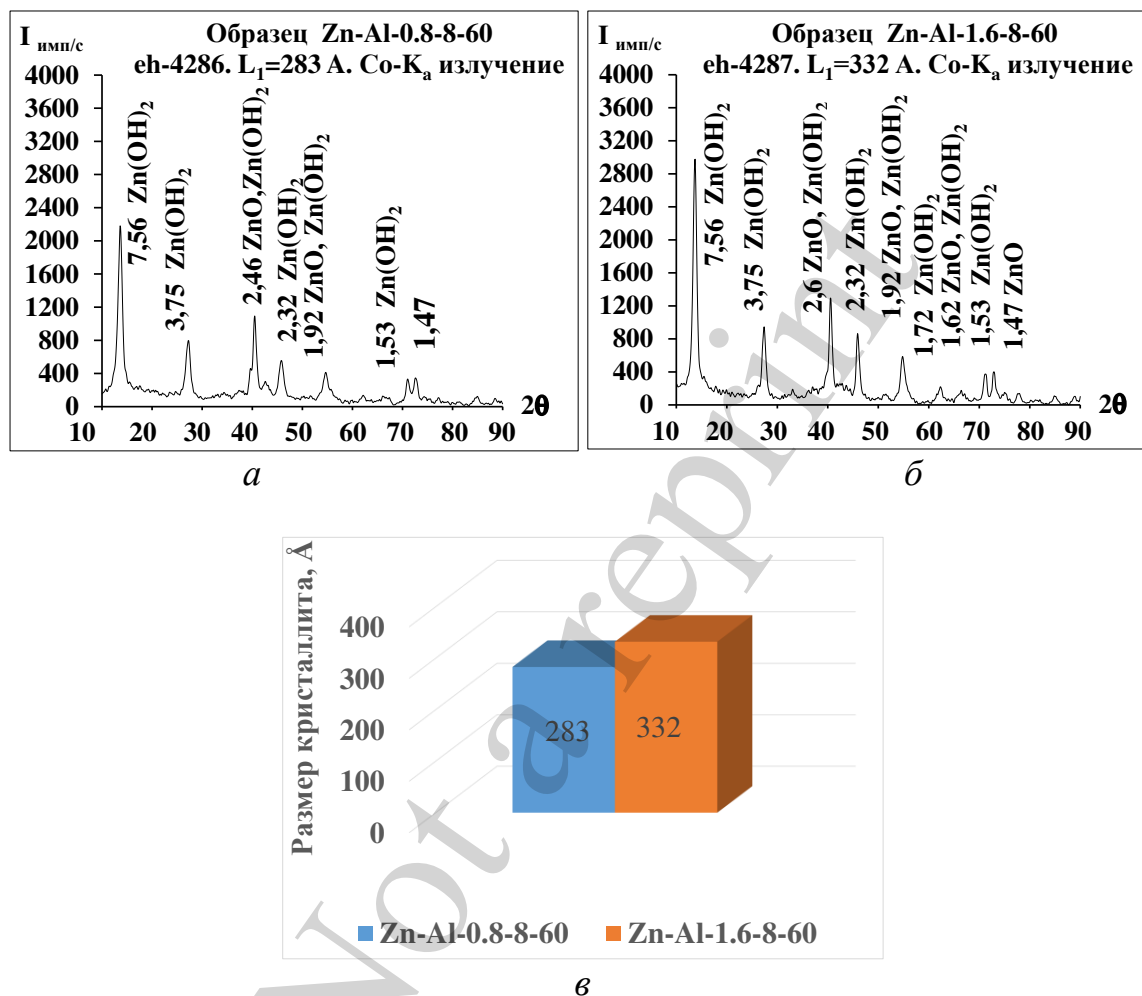 I имп/с
Образец Zn-Al-0.8-8-60
eh-4286. L₁=283 A. Co-Kₐ излучение
4000
3600
3200
2800
2400
2000
1600
1200
800
400
0
7,56 Zn(OH)₂
3,75 Zn(OH)₂
2,46 ZnO,Zn(OH)₂
2,32 Zn(OH)₂
1,92 ZnO, Zn(OH)₂
1,53 Zn(OH)₂
1,47
10 20 30 40 50 60 70 80 90
2θ
а
I имп/с
Образец Zn-Al-1.6-8-60
eh-4287. L₁=332 A. Co-Kₐ излучение
4000
3600
3200
2800
2400
2000
1600
1200
800
400
0
7,56 Zn(OH)₂
3,75 Zn(OH)₂
2,6 ZnO, Zn(OH)₂
2,32 Zn(OH)₂
1,92 ZnO, Zn(OH)₂
1,72 Zn(OH)₂
1,62 ZnO, Zn(OH)₂
1,53 Zn(OH)₂
1,47 ZnO
10 20 30 40 50 60 70 80 90
2θ
б
Размер кристаллита, Å
400
300
200
100
0
283
332
Zn-Al-0.8-8-60 Zn-Al-1.6-8-60
в
Not a reprint